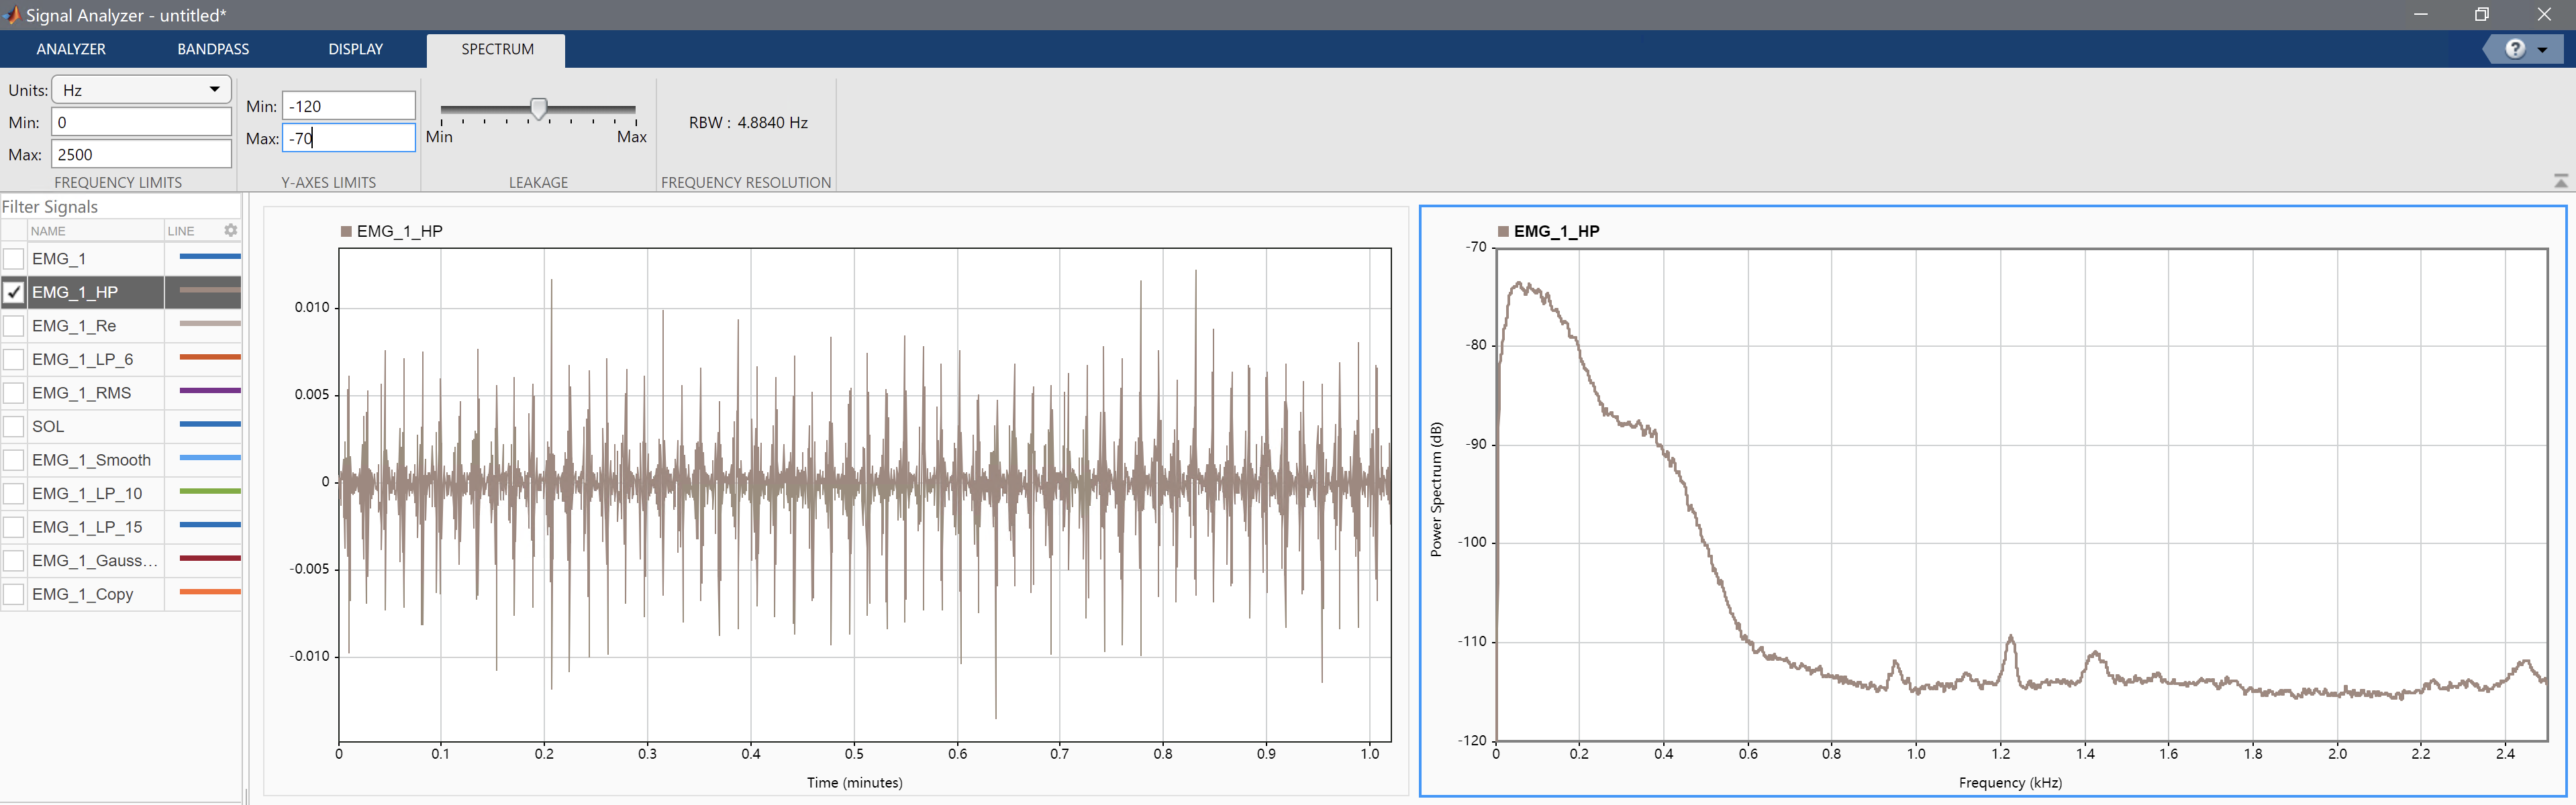 Signal Analyzer - untitled*
ANALYZER BANDPASS DISPLAY SPECTRUM
Units: Hz
Min: 0
Max: 2500
FREQUENCY LIMITS
Min: -120
Max: -70
Y-AXES LIMITS
Min Max
LEAKAGE
RBW : 4.8840 Hz
FREQUENCY RESOLUTION
?
Filter Signals
NAME LINE
EMG_1
EMG_1_HP
EMG_1_Re
EMG_1_LP_6
EMG_1_RMS
SOL
EMG_1_Smooth
EMG_1_LP_10
EMG_1_LP_15
EMG_1_Gauss...
EMG_1_Copy
EMG_1_HP
0.010
0.005
0
-0.005
-0.010
0 0.1 0.2 0.3 0.4 0.5 0.6 0.7 0.8 0.9 1.0
Time (minutes)
EMG_1_HP
Power Spectrum (dB)
-70
-80
-90
-100
-110
-120
0 0.2 0.4 0.6 0.8 1.0 1.2 1.4 1.6 1.8 2.0 2.2 2.4
Frequency (kHz)